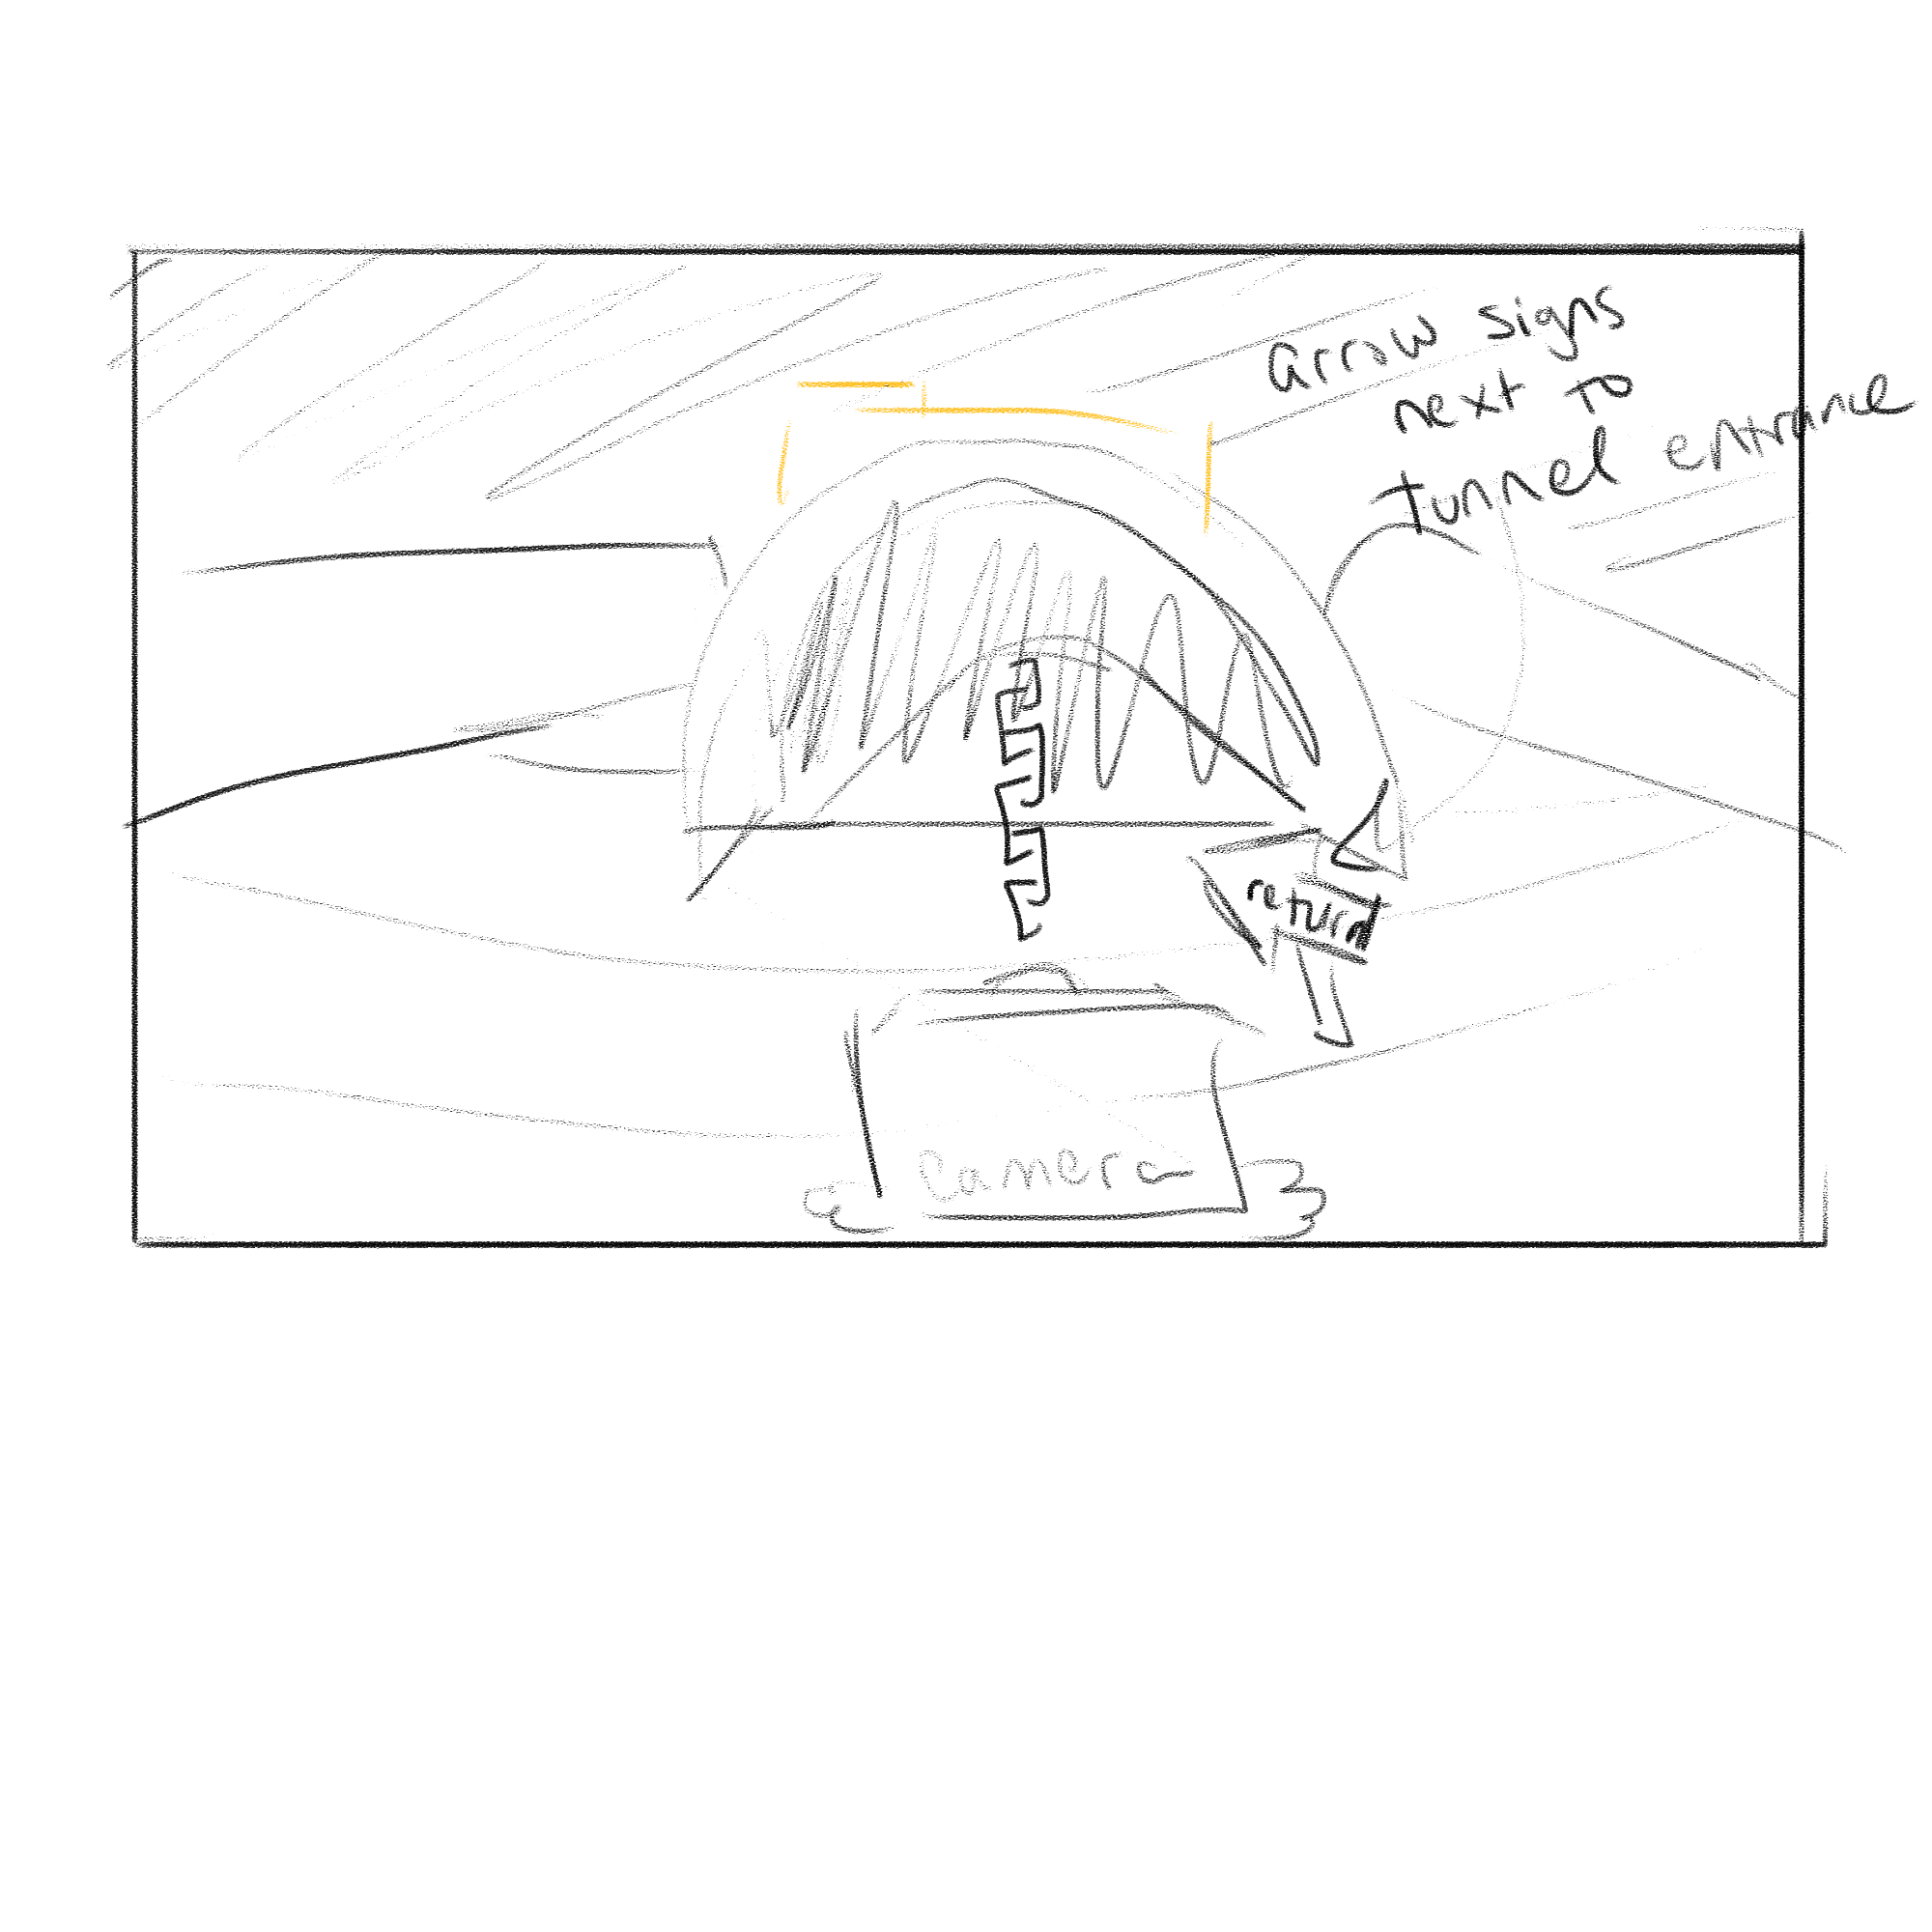 arrow signs
next to
tunnel entrance
return
Camera